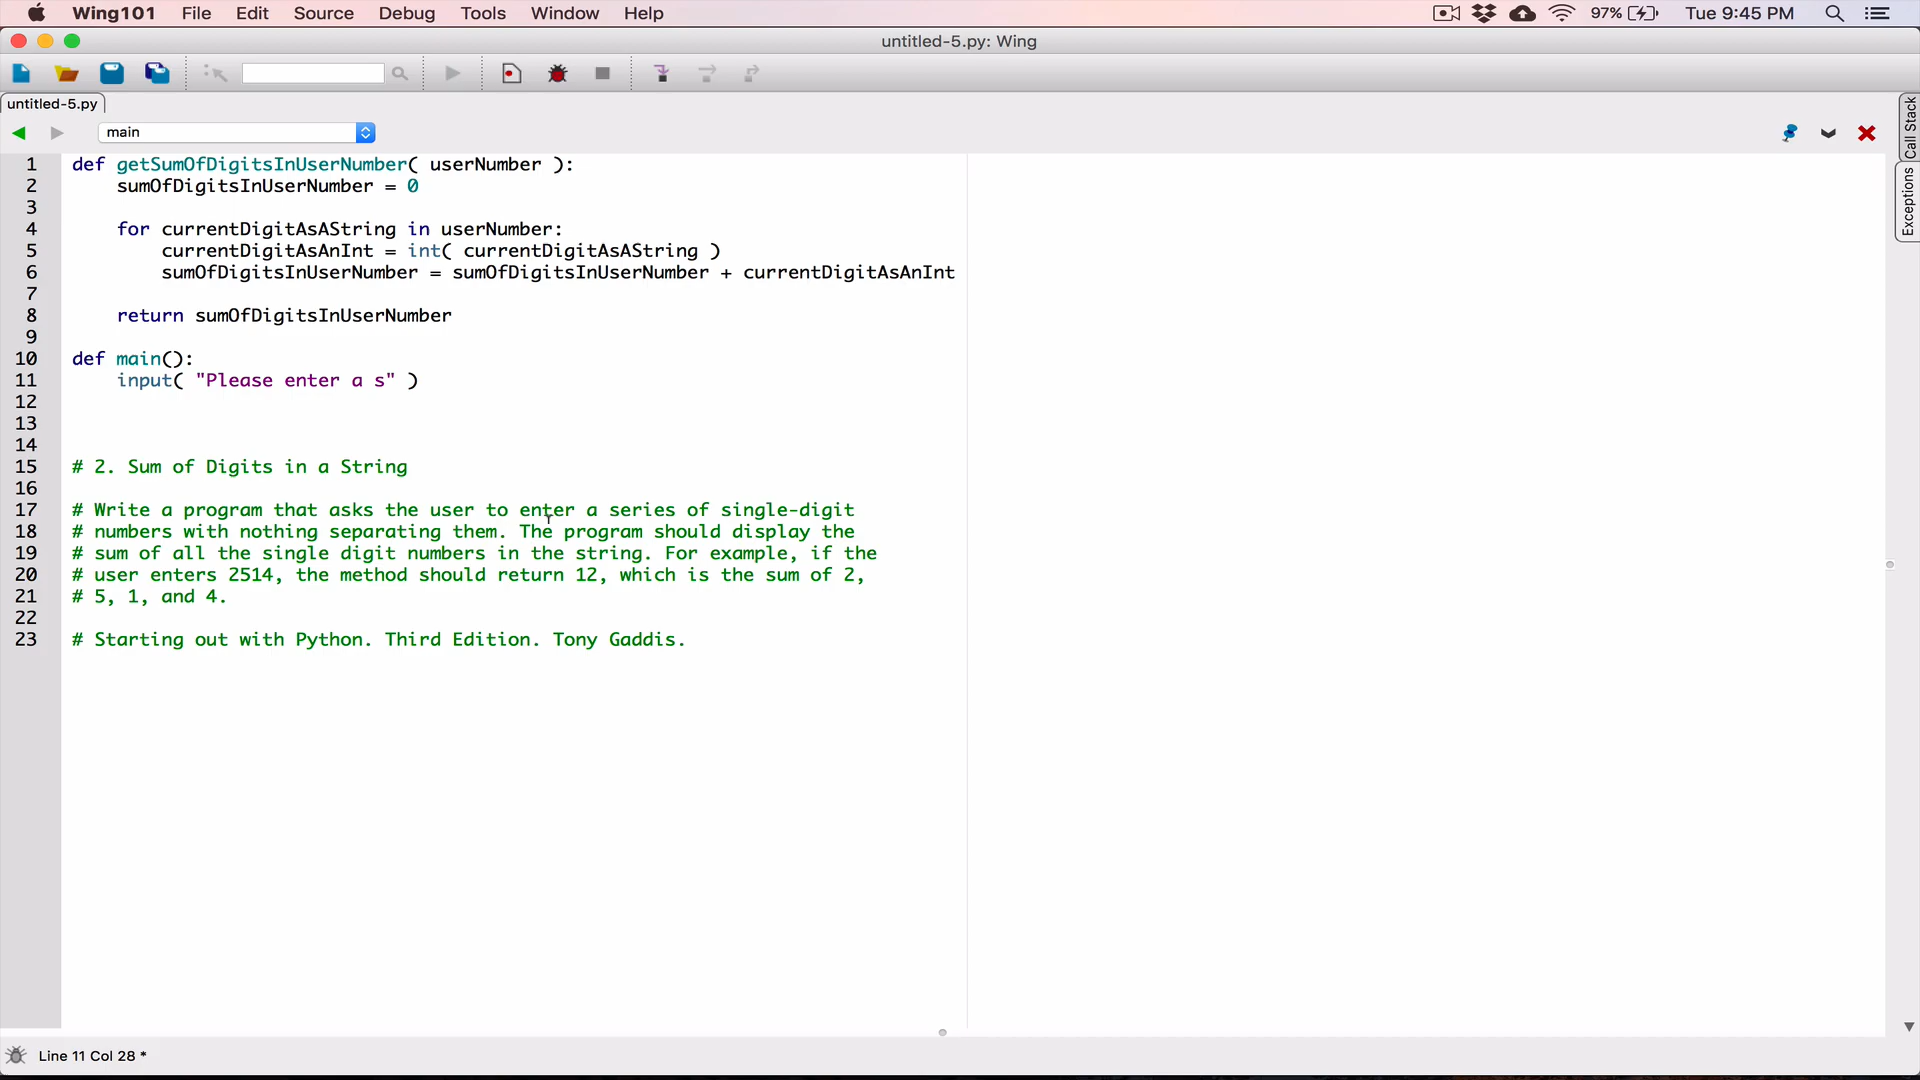 Wing101 File Edit Source Debug Tools Window Help 97% Tue 9:45 PM
untitled-5.py: Wing
untitled-5.py
main
Call Stack
Exceptions
1 def getSumOfDigitsInUserNumber( userNumber ):
2 sumOfDigitsInUserNumber = 0
3
4 for currentDigitAsAString in userNumber:
5 currentDigitAsAnInt = int( currentDigitAsAString )
6 sumOfDigitsInUserNumber = sumOfDigitsInUserNumber + currentDigitAsAnInt
7
8 return sumOfDigitsInUserNumber
9
10 def main():
11 input( "Please enter a s" )
12
13
14
15 # 2. Sum of Digits in a String
16
17 # Write a program that asks the user to enter a series of single-digit
18 # numbers with nothing separating them. The program should display the
19 # sum of all the single digit numbers in the string. For example, if the
20 # user enters 2514, the method should return 12, which is the sum of 2,
21 # 5, 1, and 4.
22
23 # Starting out with Python. Third Edition. Tony Gaddis.
Line 11 Col 28 *